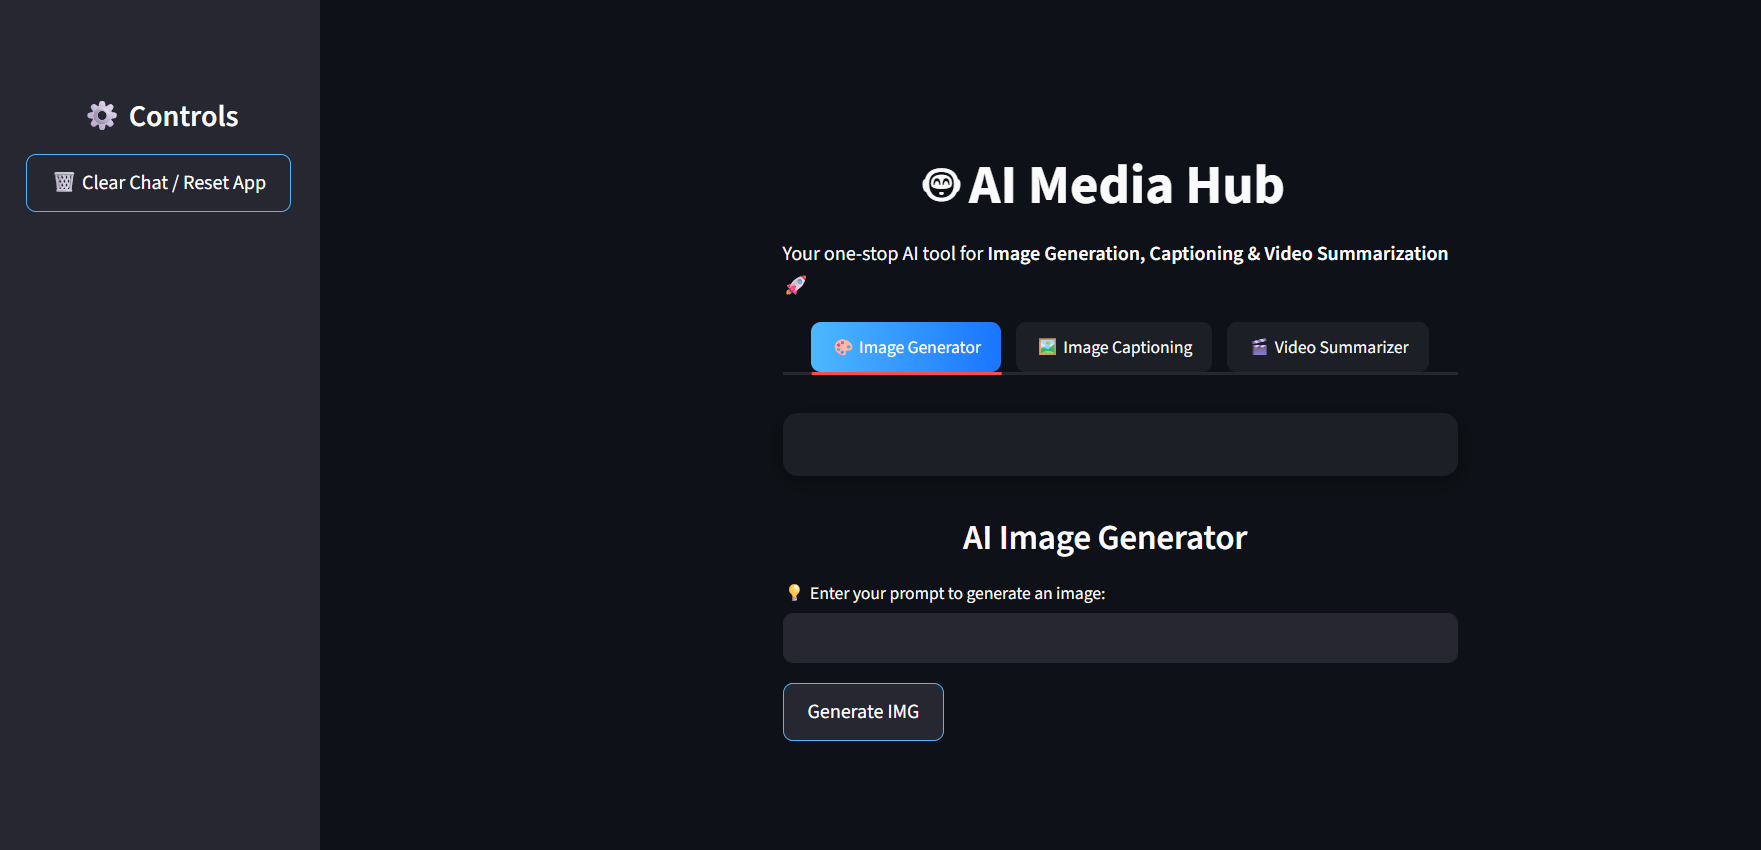 ⚙️ Controls
🗑️ Clear Chat / Reset App
AI Media Hub
Your one-stop AI tool for Image Generation, Captioning & Video Summarization
🚀
🎨 Image Generator 🖼️ Image Captioning 🎬 Video Summarizer
AI Image Generator
💡 Enter your prompt to generate an image:
Generate IMG